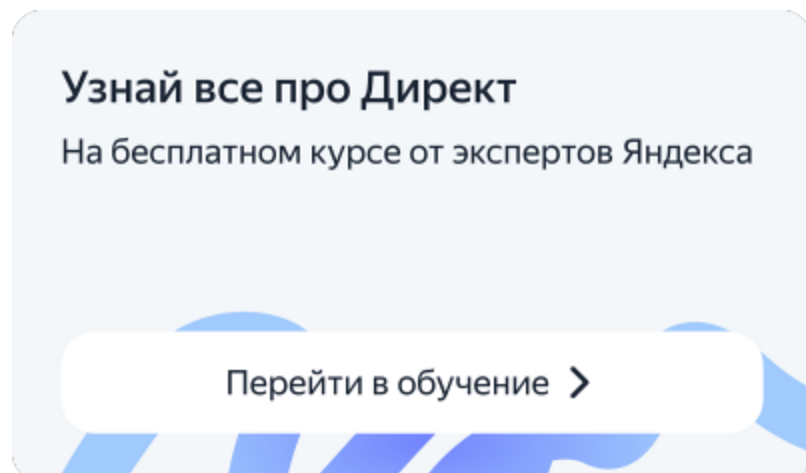 Узнай все про Директ
На бесплатном курсе от экспертов Яндекса
Перейти в обучение